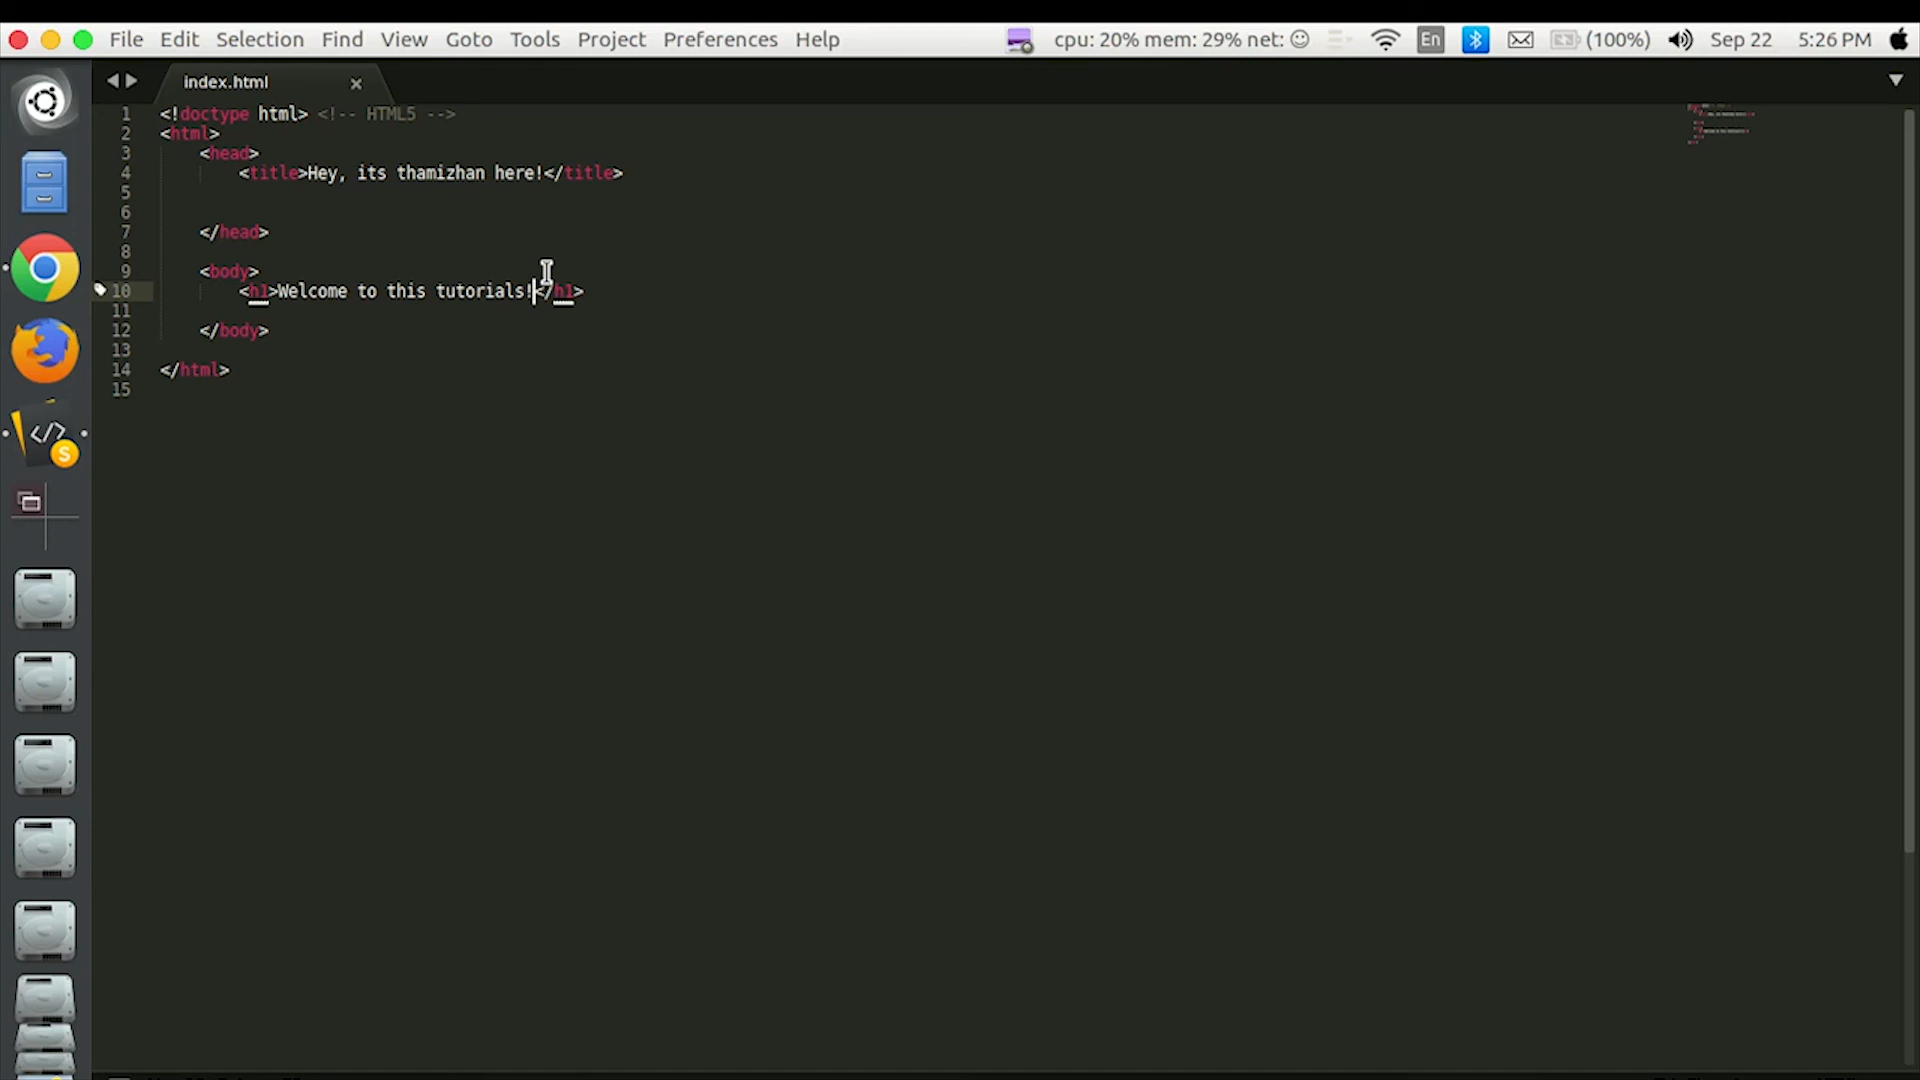 File Edit Selection Find View Goto Tools Project Preferences Help cpu: 20% mem: 29% net: En (100%) Sep 22 5:26 PM
index.html
1 <!doctype html> <!-- HTML5 -->
2 <html>
3 <head>
4 <title>Hey, its thamizhan here!</title>
5
6
7 </head>
8
9 <body>
10 <h1>Welcome to this tutorials!</h1>
11
12 </body>
13
14 </html>
15